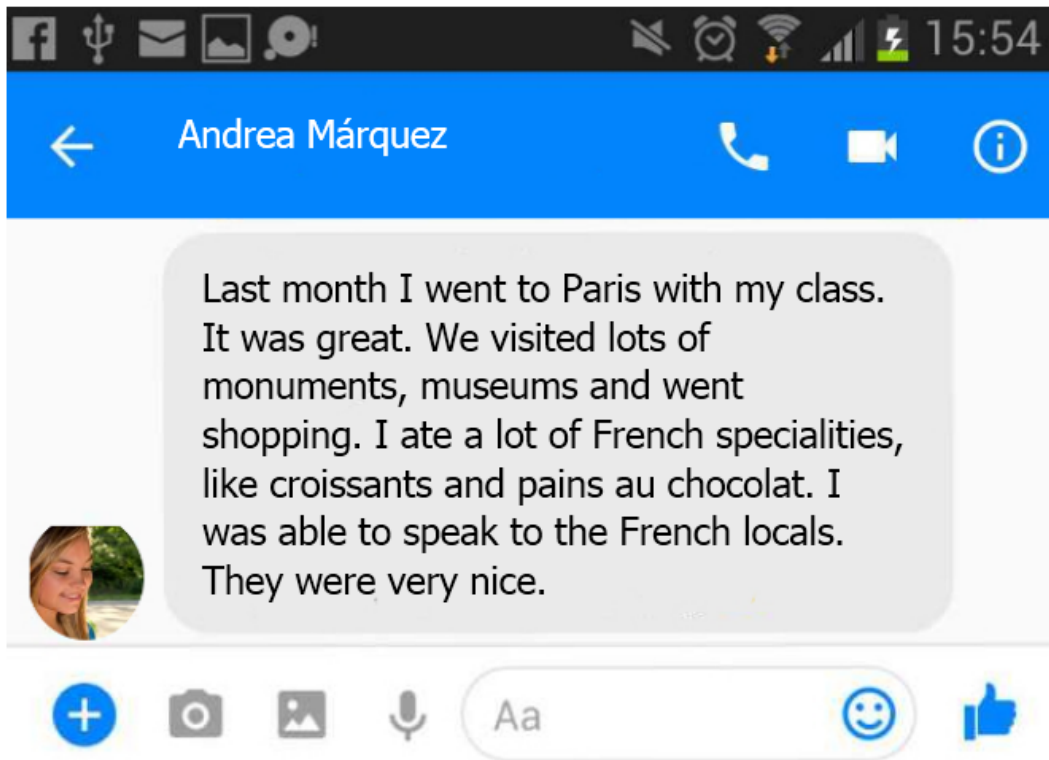 15:54
Andrea Márquez
Last month I went to Paris with my class.
It was great. We visited lots of
monuments, museums and went
shopping. I ate a lot of French specialities,
like croissants and pains au chocolat. I
was able to speak to the French locals.
They were very nice.
Aa